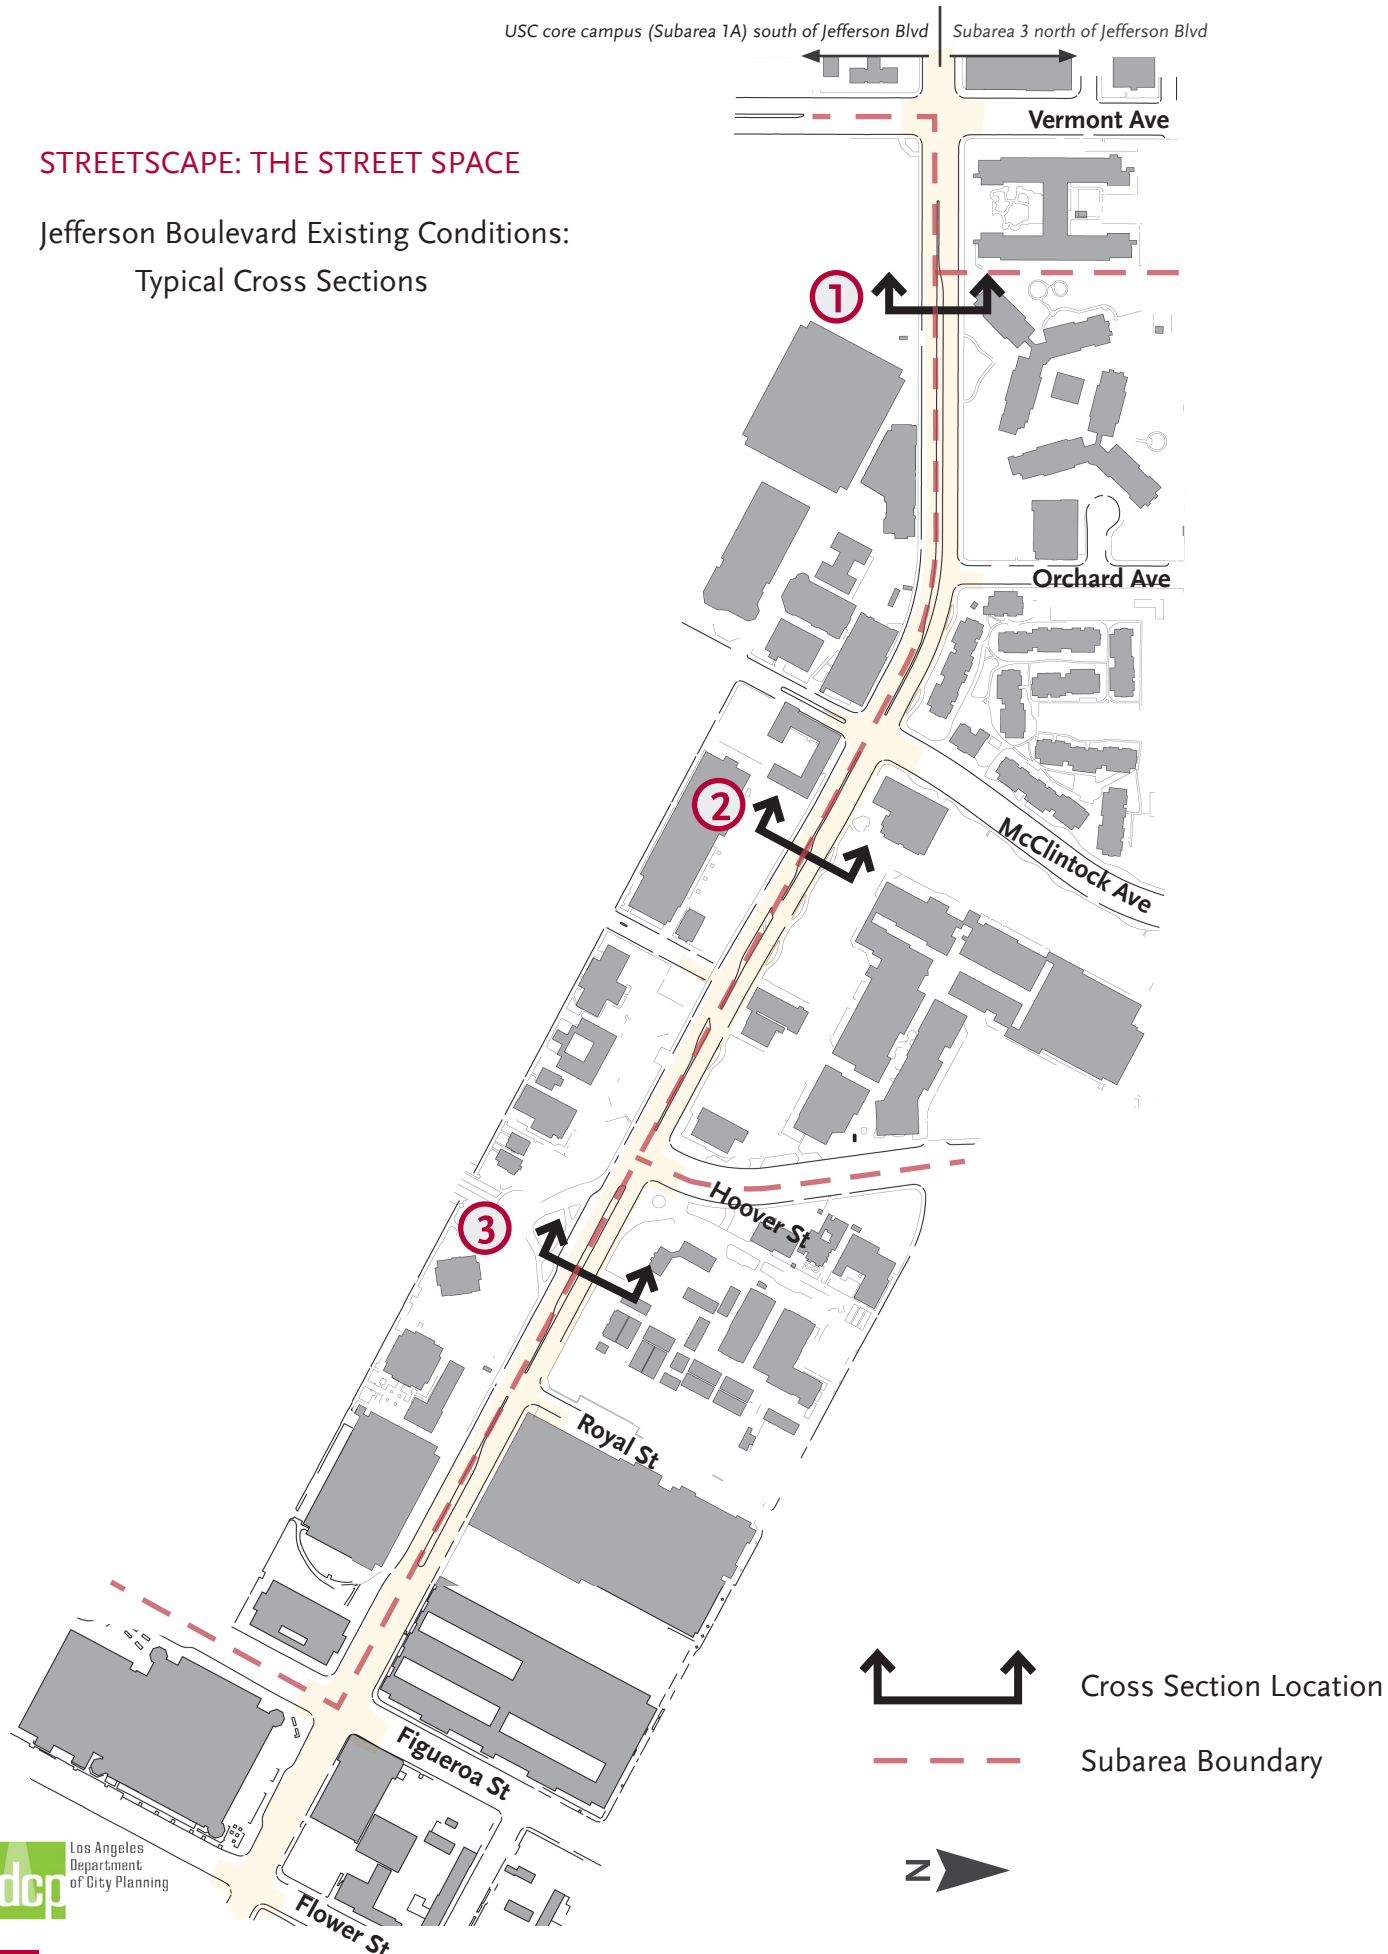 USC core campus (Subarea 1A) south of Jefferson Blvd
Subarea 3 north of Jefferson Blvd
Vermont Ave
STREETSCAPE: THE STREET SPACE
Jefferson Boulevard Existing Conditions:
Typical Cross Sections
1
Orchard Ave
2
McClintock Ave
Hoover St
3
Royal St
Figueroa St
Flower St
Cross Section Location
Subarea Boundary
N
dcp
Los Angeles
Department
of City Planning